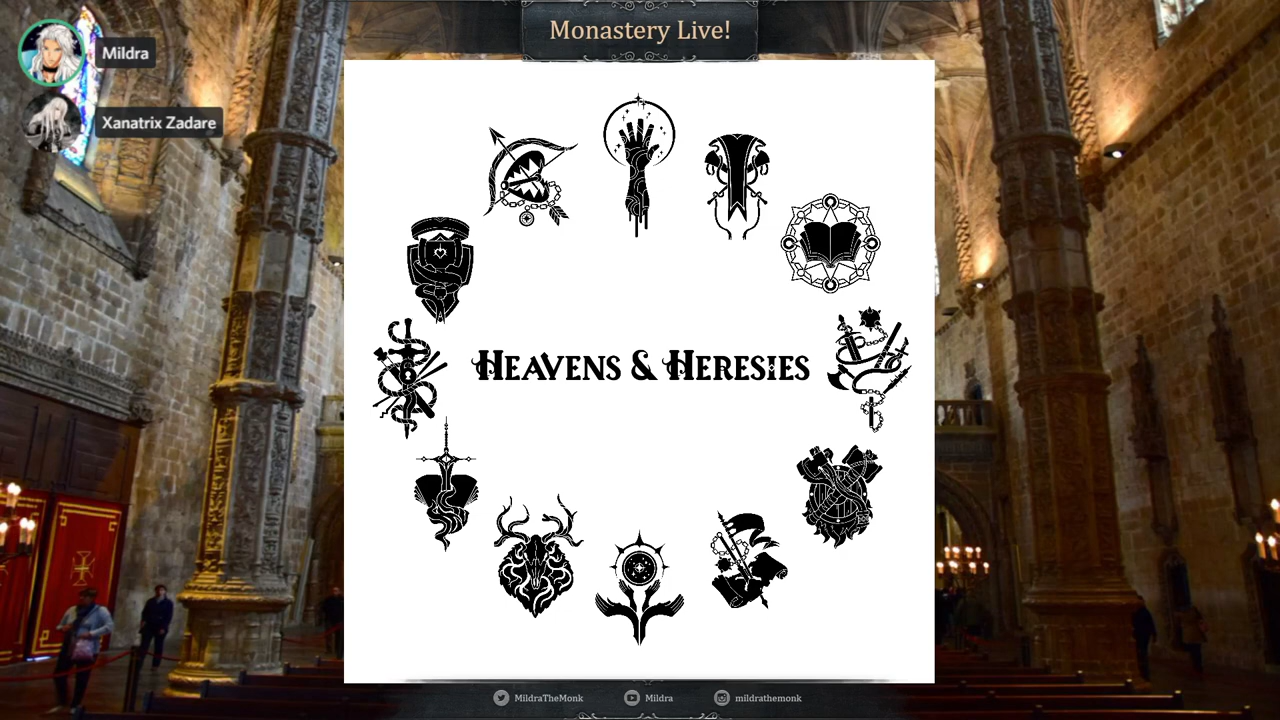 Monastery Live!
Mildra
Xanatrix Zadare
HEAVENS & HERESIES
MildraTheMonk Mildra mildrathemonk